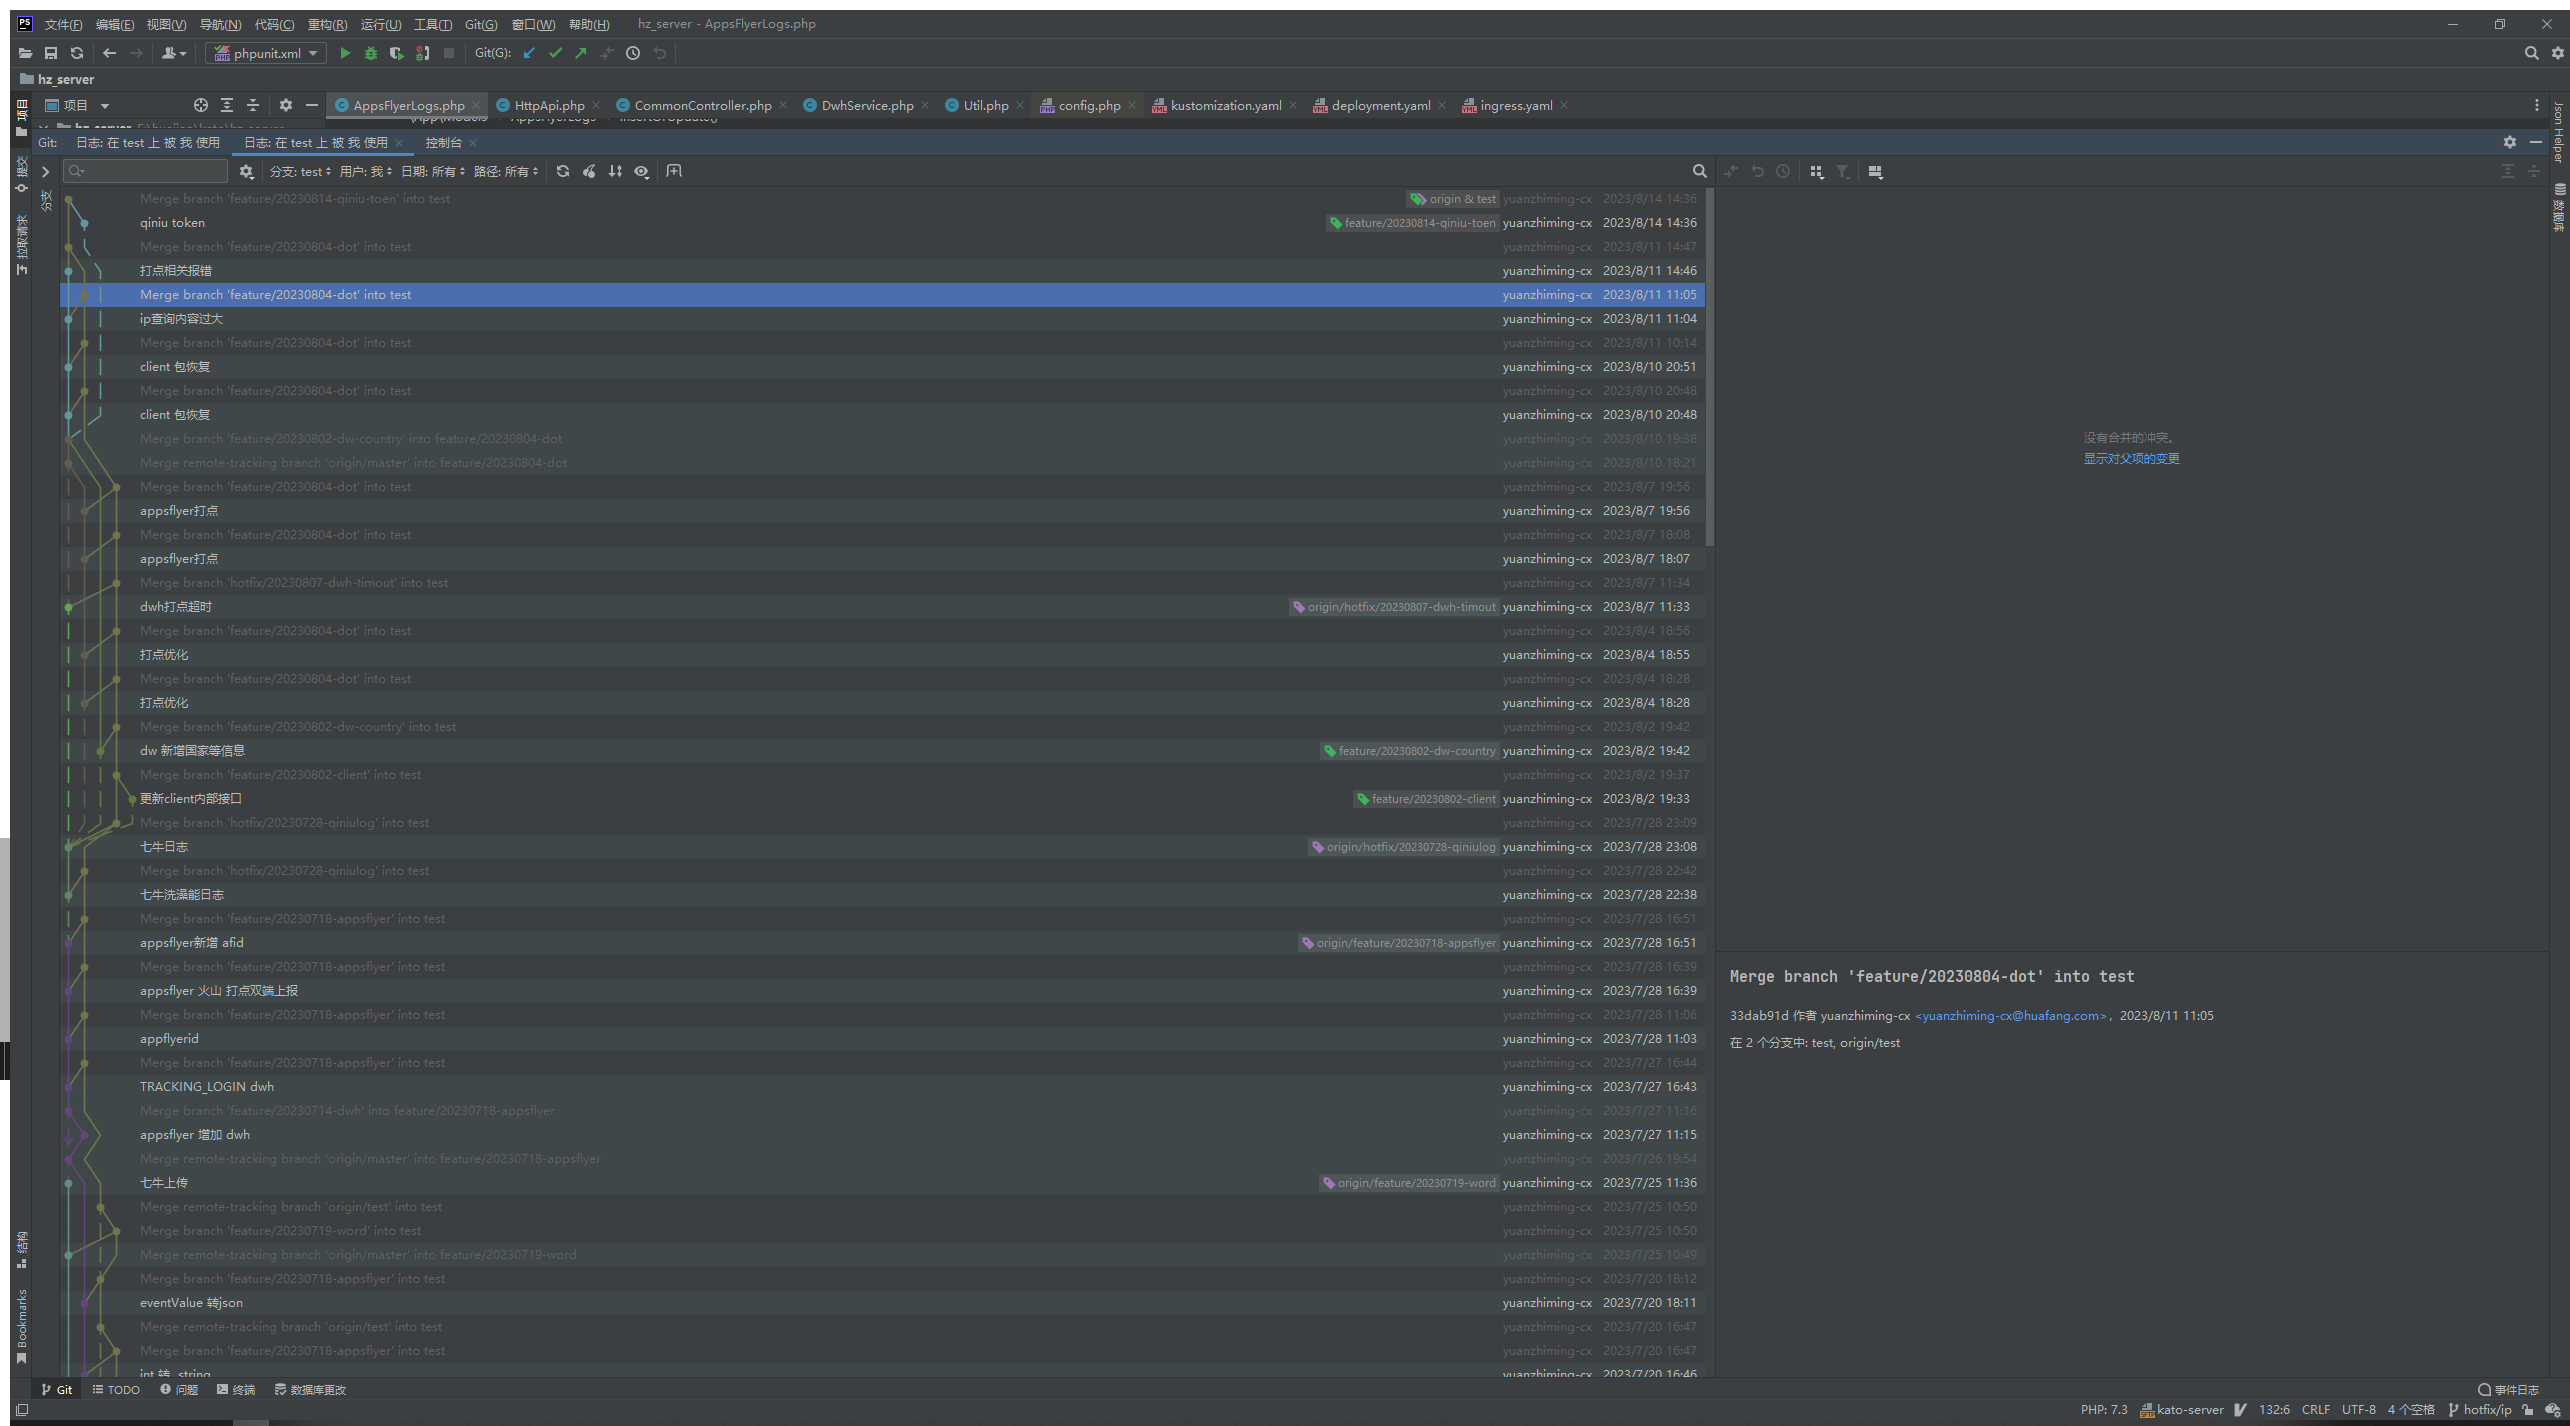 PS 文件(F) 编辑(E) 视图(V) 导航(N) 代码(C) 重构(R) 运行(U) 工具(T) Git(G) 窗口(W) 帮助(H) hz_server - AppsFlyerLogs.php
phpunit.xml Git(G):
hz_server
项目 AppsFlyerLogs.php HttpApi.php CommonController.php DwhService.php Util.php config.php kustomization.yaml deployment.yaml ingress.yaml
Git: 日志: 在 test 上 被 我 使用 日志: 在 test 上 被 我 使用 控制台
分支: test 用户: 我 日期: 所有 路径: 所有
Merge branch 'feature/20230814-qiniu-toen' into test origin & test yuanzhiming-cx 2023/8/14 14:36
qiniu token feature/20230814-qiniu-toen yuanzhiming-cx 2023/8/14 14:36
Merge branch 'feature/20230804-dot' into test yuanzhiming-cx 2023/8/11 14:47
打点相关报错 yuanzhiming-cx 2023/8/11 14:46
Merge branch 'feature/20230804-dot' into test yuanzhiming-cx 2023/8/11 11:05
ip查询内容过大 yuanzhiming-cx 2023/8/11 11:04
Merge branch 'feature/20230804-dot' into test yuanzhiming-cx 2023/8/11 10:14
client 包恢复 yuanzhiming-cx 2023/8/10 20:51
Merge branch 'feature/20230804-dot' into test yuanzhiming-cx 2023/8/10 20:48
client 包恢复 yuanzhiming-cx 2023/8/10 20:48
Merge branch 'feature/20230802-dw-country' into feature/20230804-dot yuanzhiming-cx 2023/8/10 19:38
Merge remote-tracking branch 'origin/master' into feature/20230804-dot yuanzhiming-cx 2023/8/10 18:21
Merge branch 'feature/20230804-dot' into test yuanzhiming-cx 2023/8/7 19:56
appsflyer打点 yuanzhiming-cx 2023/8/7 19:56
Merge branch 'feature/20230804-dot' into test yuanzhiming-cx 2023/8/7 18:08
appsflyer打点 yuanzhiming-cx 2023/8/7 18:07
Merge branch 'hotfix/20230807-dwh-timout' into test yuanzhiming-cx 2023/8/7 11:34
dwh打点超时 origin/hotfix/20230807-dwh-timout yuanzhiming-cx 2023/8/7 11:33
Merge branch 'feature/20230804-dot' into test yuanzhiming-cx 2023/8/4 18:56
打点优化 yuanzhiming-cx 2023/8/4 18:55
Merge branch 'feature/20230804-dot' into test yuanzhiming-cx 2023/8/4 18:28
打点优化 yuanzhiming-cx 2023/8/4 18:28
Merge branch 'feature/20230802-dw-country' into test yuanzhiming-cx 2023/8/2 19:42
dw 新增国家等信息 feature/20230802-dw-country yuanzhiming-cx 2023/8/2 19:42
Merge branch 'feature/20230802-client' into test yuanzhiming-cx 2023/8/2 19:37
更新client内部接口 feature/20230802-client yuanzhiming-cx 2023/8/2 19:33
Merge branch 'hotfix/20230728-qiniulog' into test yuanzhiming-cx 2023/7/28 23:09
七牛日志 origin/hotfix/20230728-qiniulog yuanzhiming-cx 2023/7/28 23:08
Merge branch 'hotfix/20230728-qiniulog' into test yuanzhiming-cx 2023/7/28 22:42
七牛洗澡能日志 yuanzhiming-cx 2023/7/28 22:38
Merge branch 'feature/20230718-appsflyer' into test yuanzhiming-cx 2023/7/28 16:51
appsflyer新增 afid origin/feature/20230718-appsflyer yuanzhiming-cx 2023/7/28 16:51
Merge branch 'feature/20230718-appsflyer' into test yuanzhiming-cx 2023/7/28 16:39
appsflyer 火山 打点双端上报 yuanzhiming-cx 2023/7/28 16:39
Merge branch 'feature/20230718-appsflyer' into test yuanzhiming-cx 2023/7/28 11:06
appflyerid yuanzhiming-cx 2023/7/28 11:03
Merge branch 'feature/20230718-appsflyer' into test yuanzhiming-cx 2023/7/27 16:44
TRACKING_LOGIN dwh yuanzhiming-cx 2023/7/27 16:43
Merge branch 'feature/20230714-dwh' into feature/20230718-appsflyer yuanzhiming-cx 2023/7/27 11:16
appsflyer 增加 dwh yuanzhiming-cx 2023/7/27 11:15
Merge remote-tracking branch 'origin/master' into feature/20230718-appsflyer yuanzhiming-cx 2023/7/26 19:54
七牛上传 origin/feature/20230719-word yuanzhiming-cx 2023/7/25 11:36
Merge remote-tracking branch 'origin/test' into test yuanzhiming-cx 2023/7/25 10:50
Merge branch 'feature/20230719-word' into test yuanzhiming-cx 2023/7/25 10:50
Merge remote-tracking branch 'origin/master' into feature/20230719-word yuanzhiming-cx 2023/7/25 10:49
Merge branch 'feature/20230718-appsflyer' into test yuanzhiming-cx 2023/7/20 18:12
eventValue 转json yuanzhiming-cx 2023/7/20 18:11
Merge remote-tracking branch 'origin/test' into test yuanzhiming-cx 2023/7/20 16:47
Merge branch 'feature/20230718-appsflyer' into test yuanzhiming-cx 2023/7/20 16:47
int 转 string yuanzhiming-cx 2023/7/20 16:46
没有合并的冲突。
显示对父项的变更
Merge branch 'feature/20230804-dot' into test
33dab91d 作者 yuanzhiming-cx <yuanzhiming-cx@huafang.com>, 2023/8/11 11:05
在 2 个分支中: test, origin/test
项目
提交
拉取请求
分支
结构
Bookmarks
Json Helper
数据库
Git TODO 问题 终端 数据库更改 事件日志
PHP: 7.3 kato-server 132:6 CRLF UTF-8 4 个空格 hotfix/ip